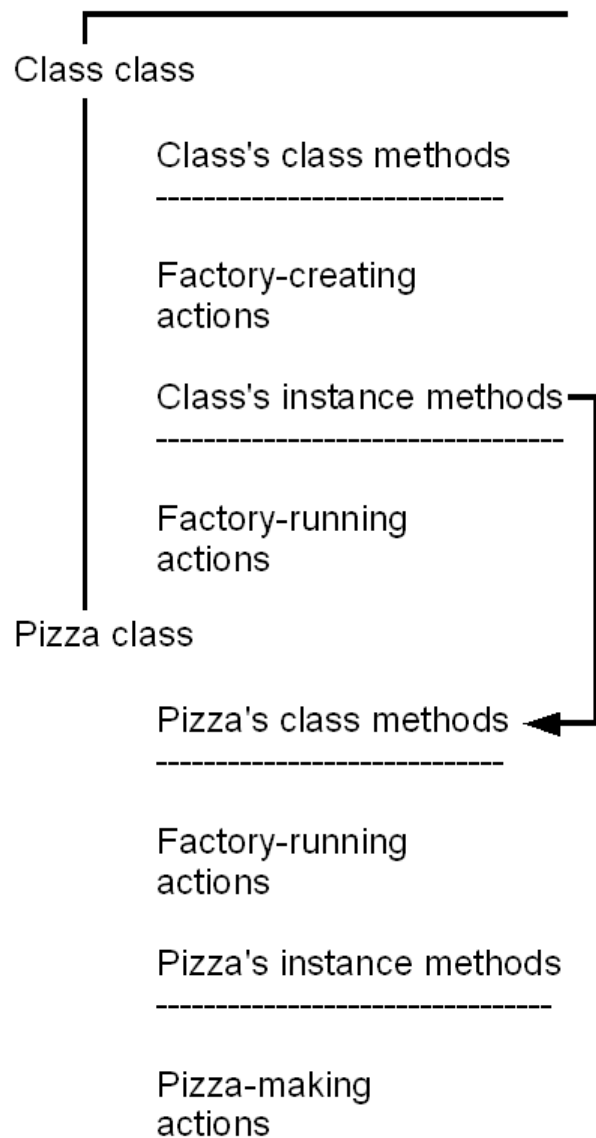 Class class
Class's class methods
------------------------------
Factory-creating
actions
Class's instance methods
-----------------------------------
Factory-running
actions
Pizza class
Pizza's class methods
------------------------------
Factory-running
actions
Pizza's instance methods
----------------------------------
Pizza-making
actions